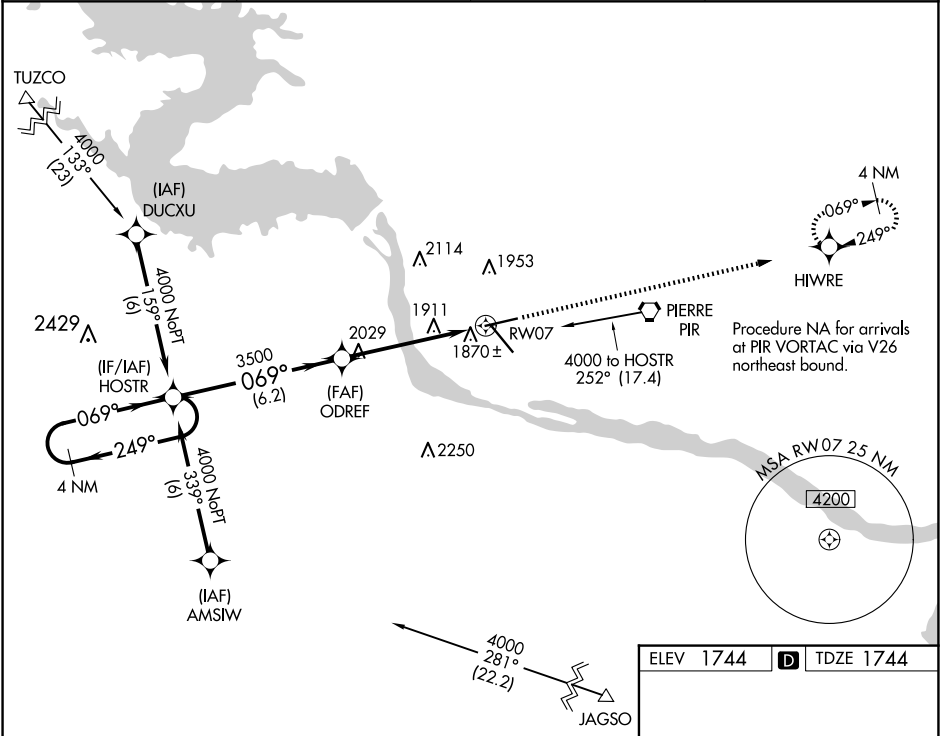 TUZCO
4000
133°
(23)
(IAF)
DUCXU
4000 NoPT
159°
(6)
2429
(IF/IAF)
HOSTR
3500
069°
(6.2)
2029
(FAF)
ODREF
2114
1953
1911
1870 ±
RW07
PIERRE
PIR
4000 to HOSTR
252° (17.4)
4 NM
069°
249°
HIWRE
Procedure NA for arrivals
at PIR VORTAC via V26
northeast bound.
069°
249°
4 NM
4000 NoPT
339°
(6)
(IAF)
AMSIW
2250
MSA RW07 25 NM
4200
4000
281°
(22.2)
JAGSO
ELEV 1744 D TDZE 1744